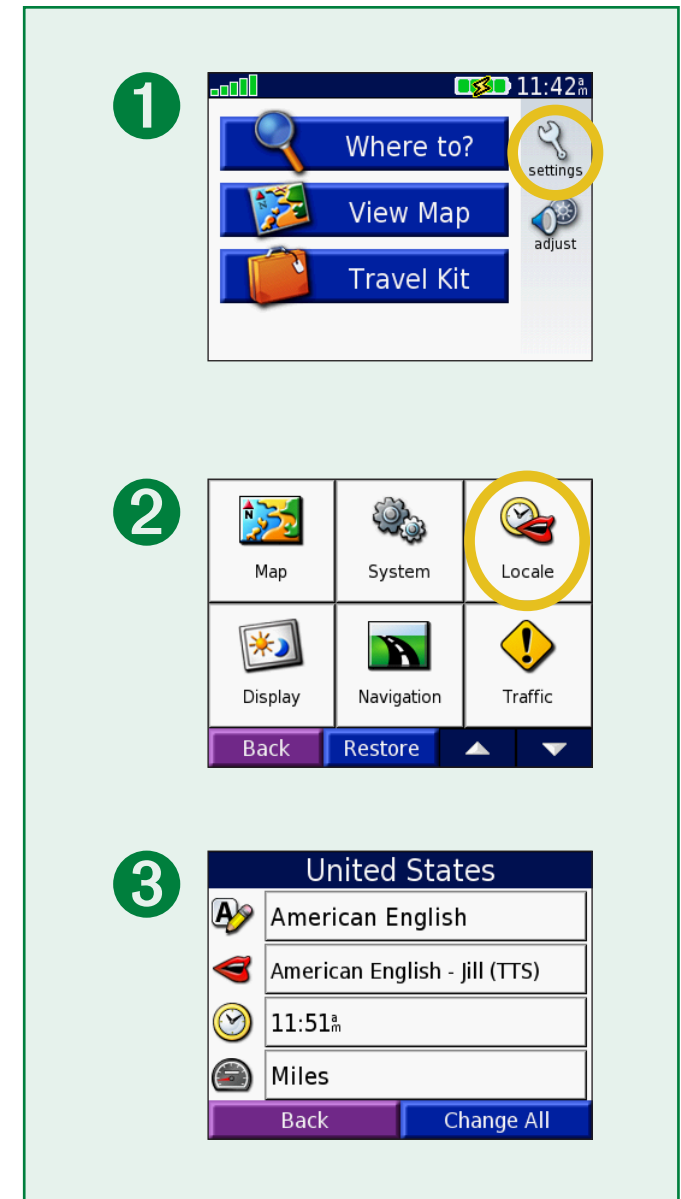 1
11:42am
Where to?
settings
View Map
adjust
Travel Kit
2
N
Map
System
Locale
Display
Navigation
Traffic
Back
Restore
3
United States
A
American English
American English - Jill (TTS)
11:51am
Miles
Back
Change All